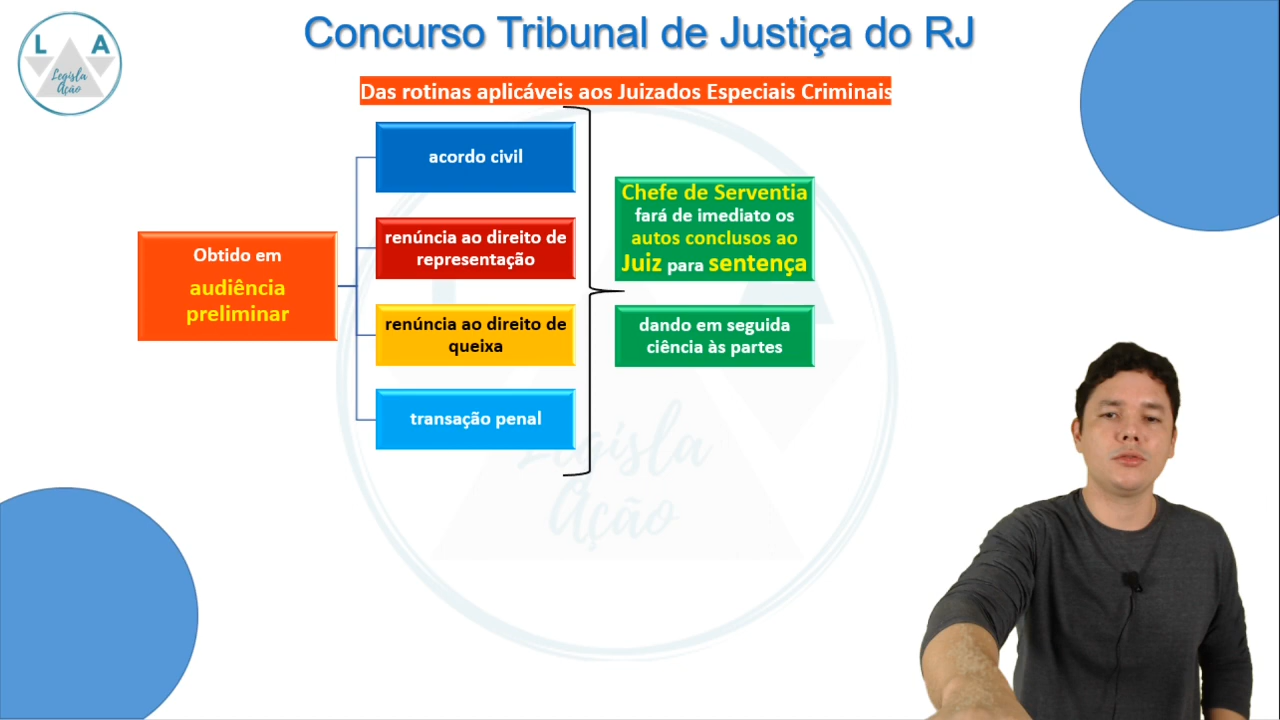 Concurso Tribunal de Justiça do RJ
L A
Legisla
Ação
Das rotinas aplicáveis aos Juizados Especiais Criminais
Obtido em
audiência
preliminar
acordo civil
renúncia ao direito de
representação
renúncia ao direito de
queixa
transação penal
Chefe de Serventia
fará de imediato os
autos conclusos ao
Juiz para sentença
dando em seguida
ciência às partes
Legisla
Ação